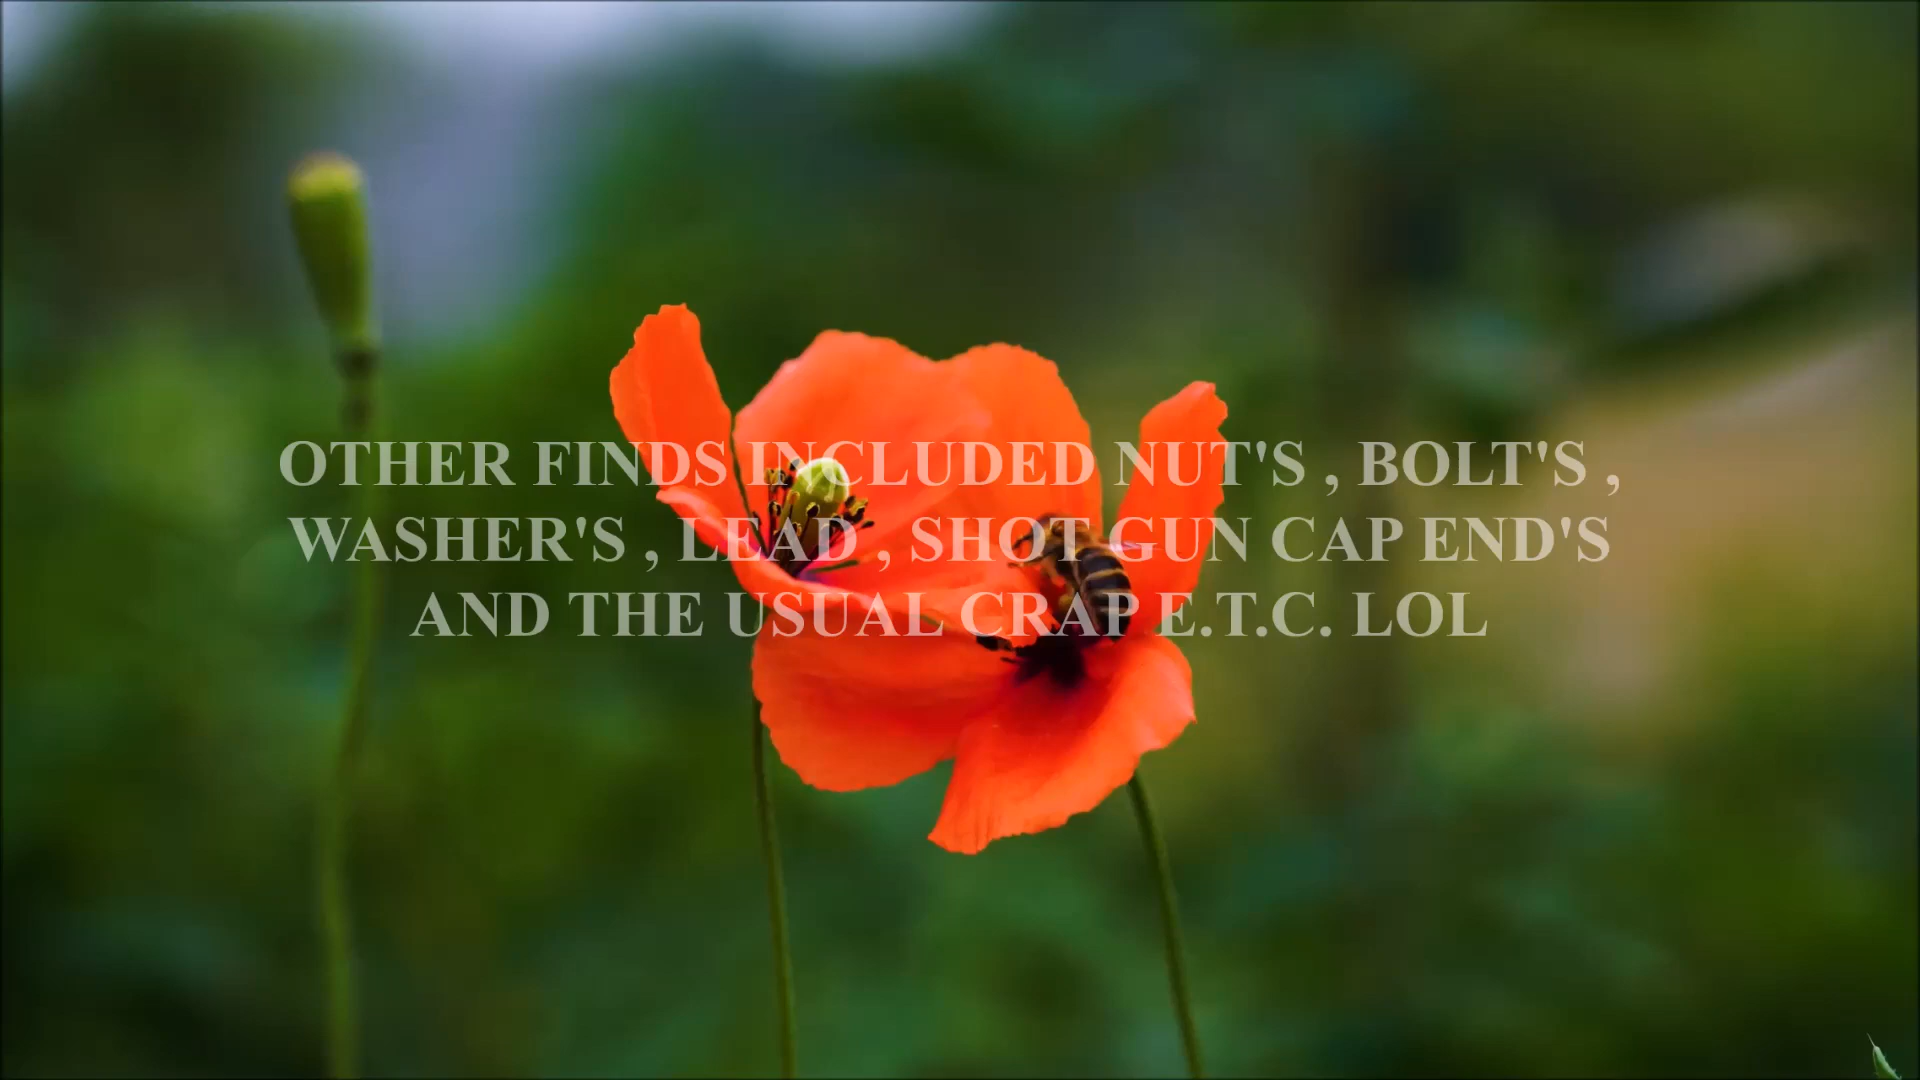 OTHER FINDS INCLUDED NUT'S , BOLT'S ,
WASHER'S , LEAD , SHOT GUN CAP END'S
AND THE USUAL CRAP E.T.C. LOL